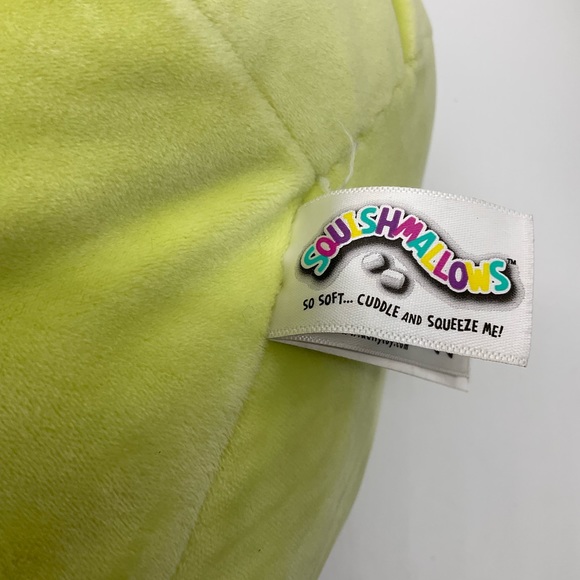 SQUISHMALLOWS™
SO SOFT... CUDDLE AND SQUEEZE ME!